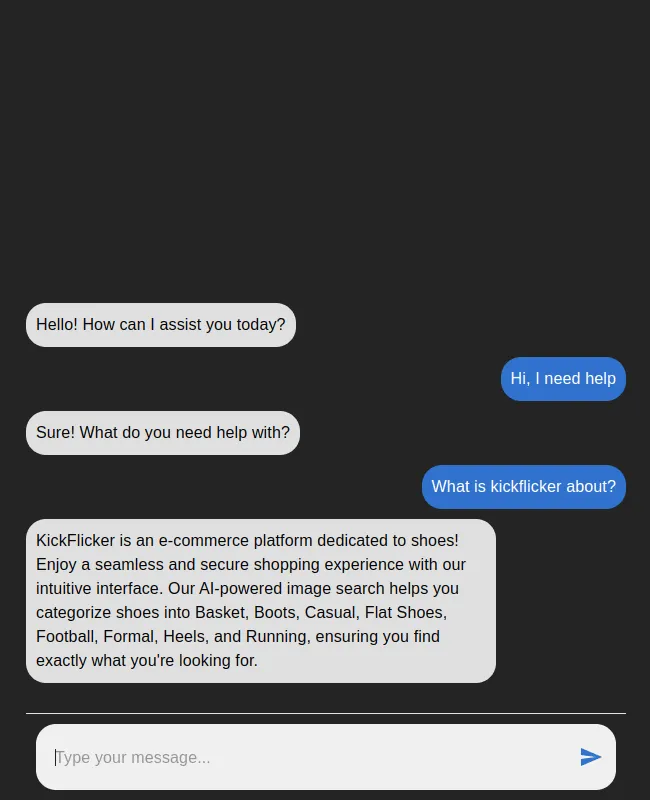 Hello! How can I assist you today?
Hi, I need help
Sure! What do you need help with?
What is kickflicker about?
KickFlicker is an e-commerce platform dedicated to shoes!
Enjoy a seamless and secure shopping experience with our
intuitive interface. Our AI-powered image search helps you
categorize shoes into Basket, Boots, Casual, Flat Shoes,
Football, Formal, Heels, and Running, ensuring you find
exactly what you're looking for.
Type your message...